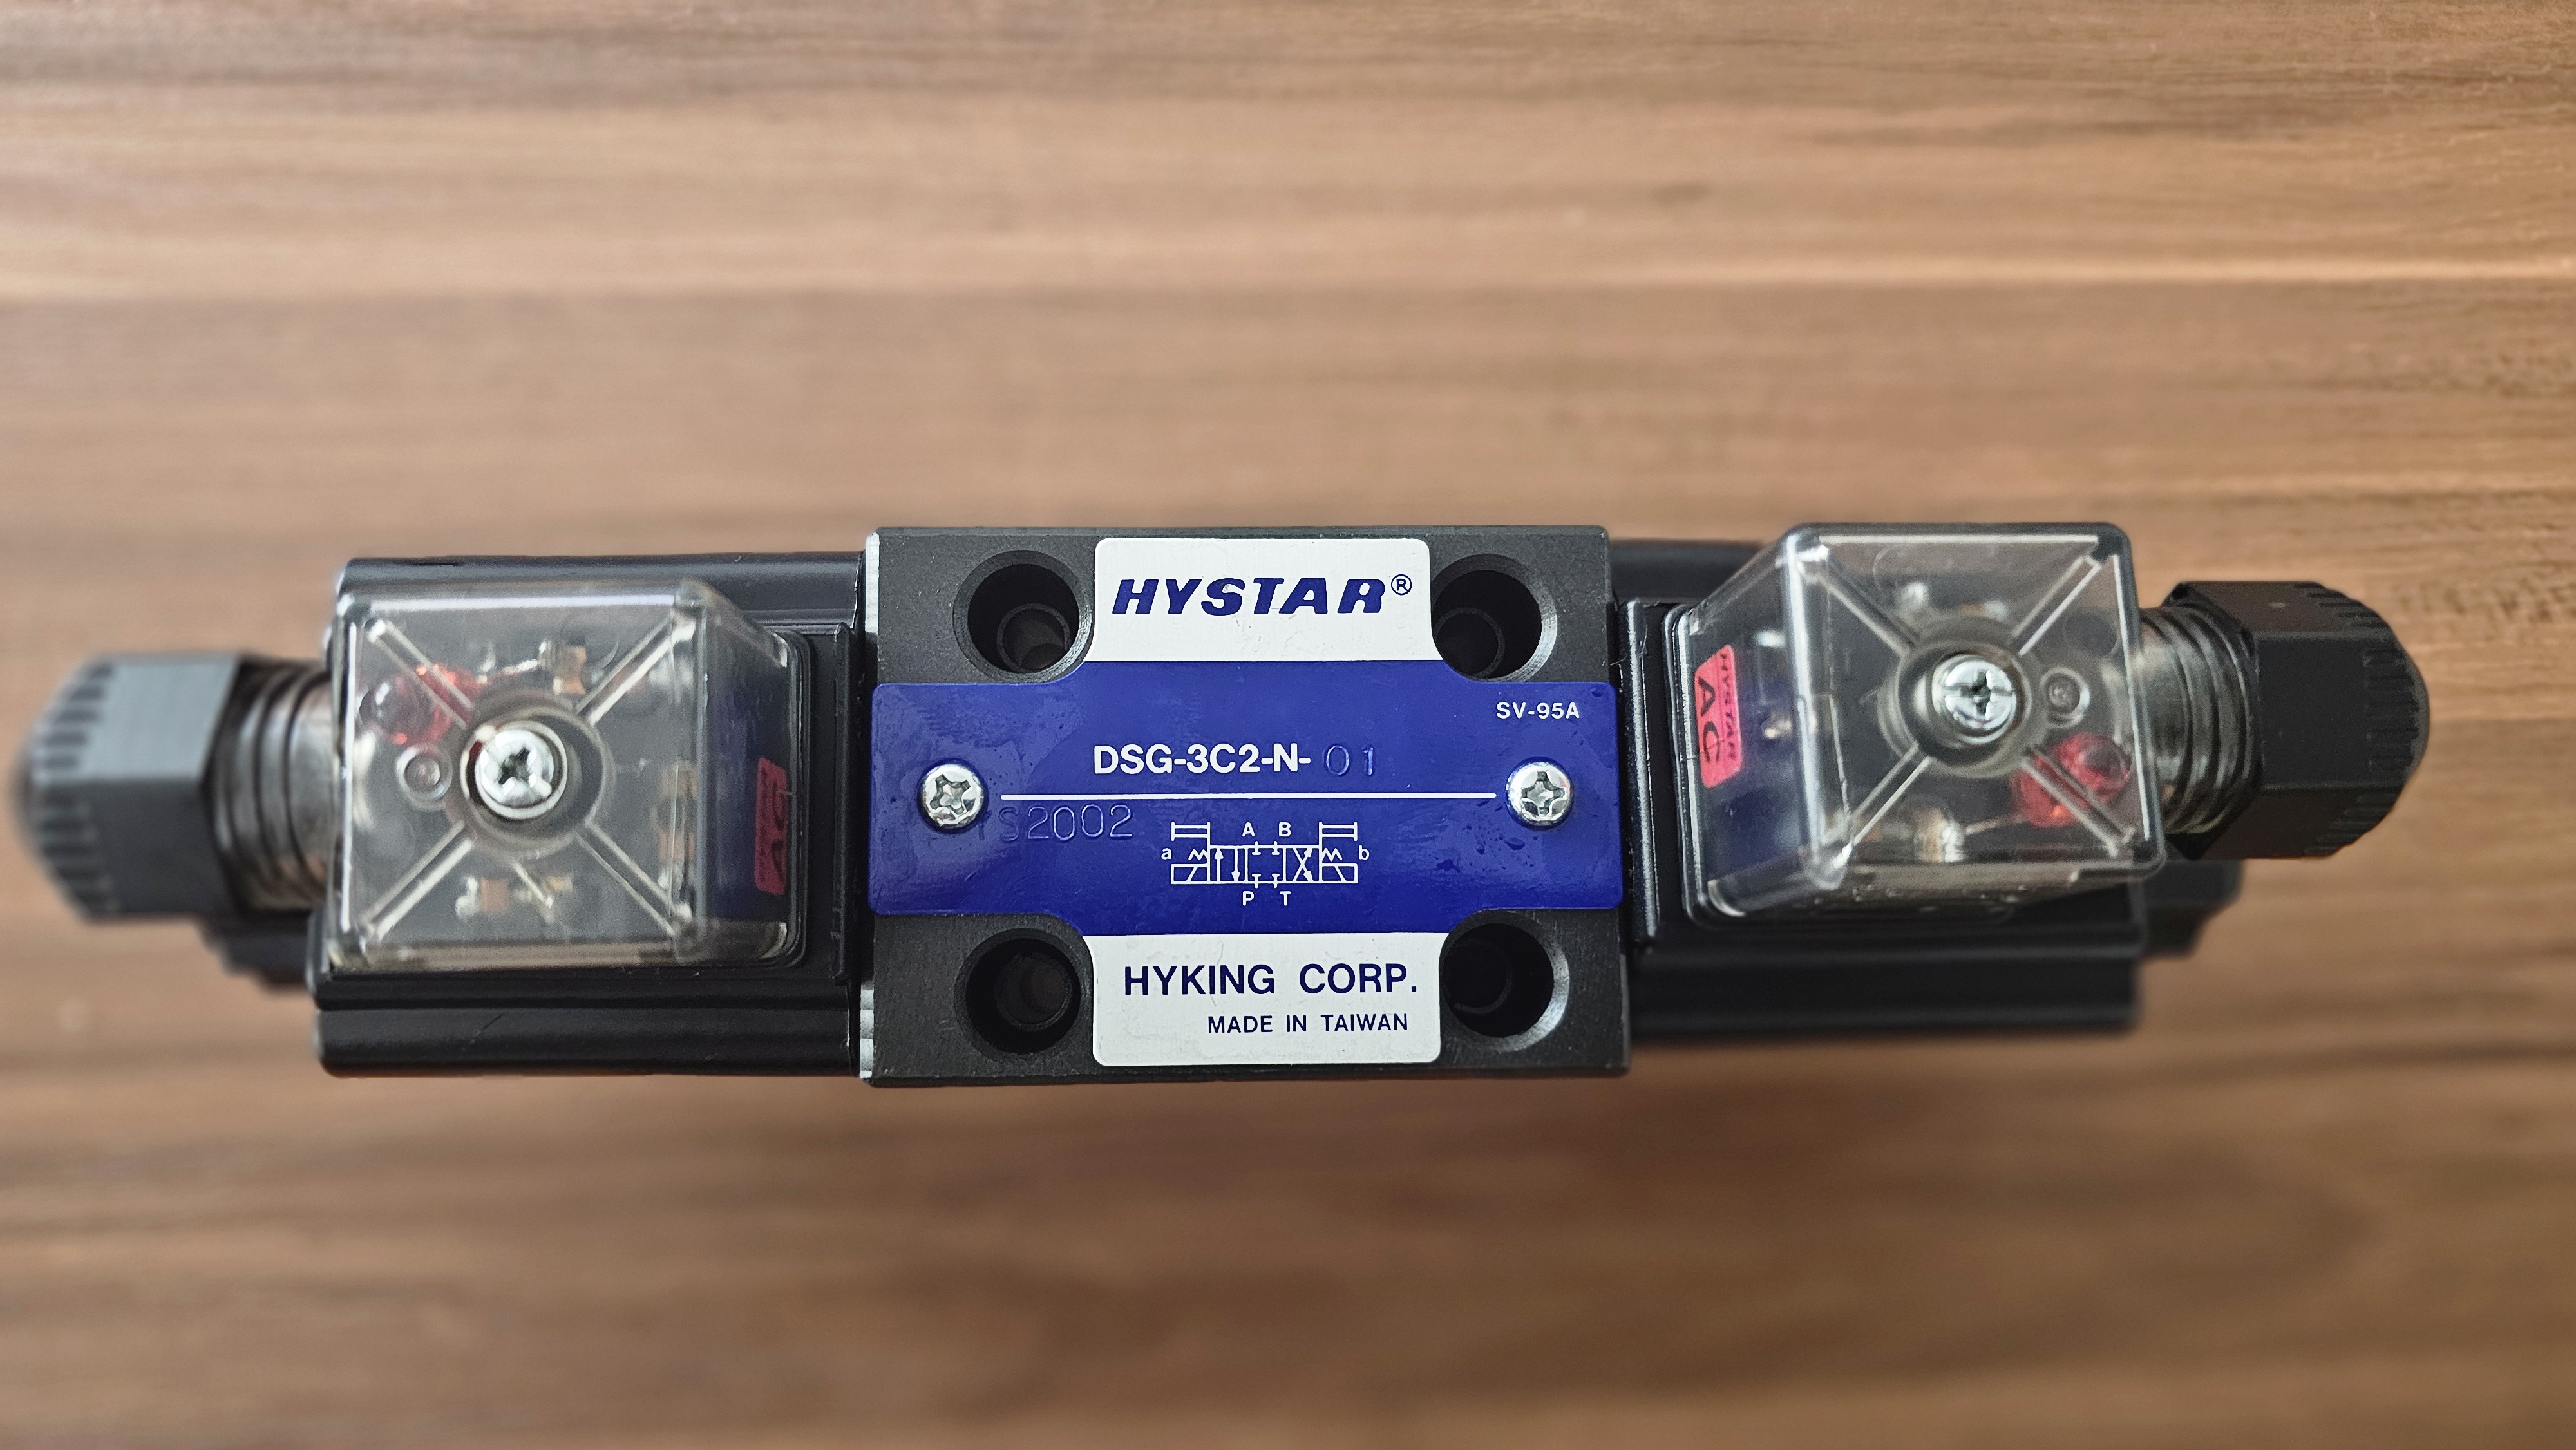 HYSTAR®
SV-95A
DSG-3C2-N-01
S2002
A B
a b
P T
HYKING CORP.
MADE IN TAIWAN
HYSTAR
AC